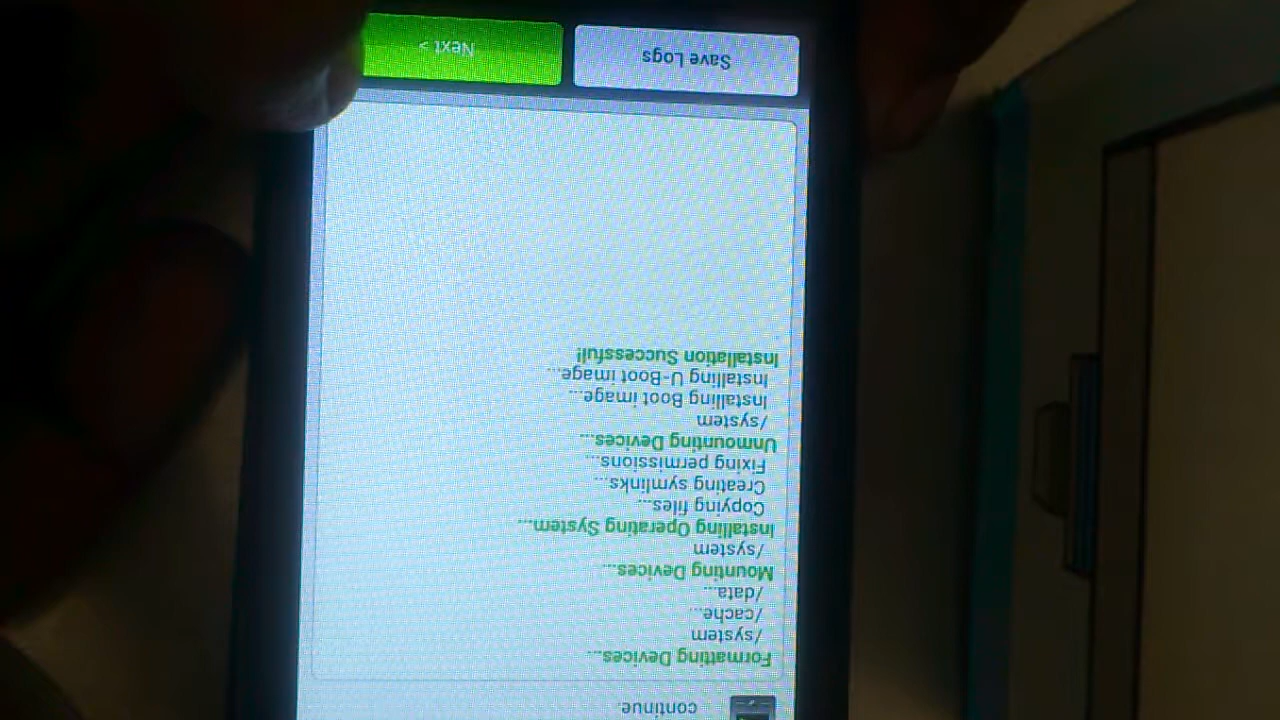 continue.
Formatting Devices...
/system
/cache...
/data...
Mounting Devices...
/system
Installing Operating System...
Copying files...
Creating symlinks...
Fixing permissions...
Unmounting Devices...
/system
Installing Boot image...
Installing U-Boot image...
Installation Successful!
Save Logs
Next >